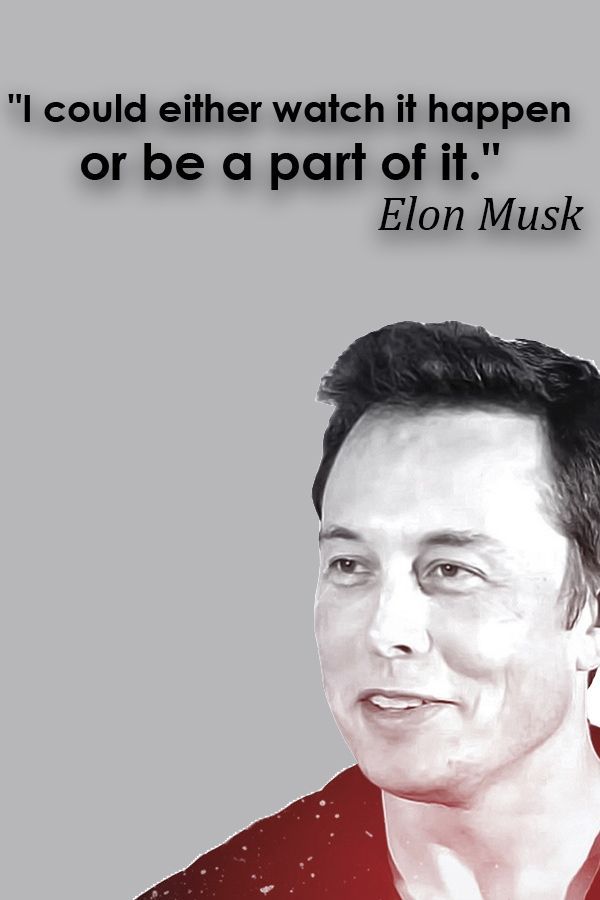 "I could either watch it happen
or be a part of it."
Elon Musk